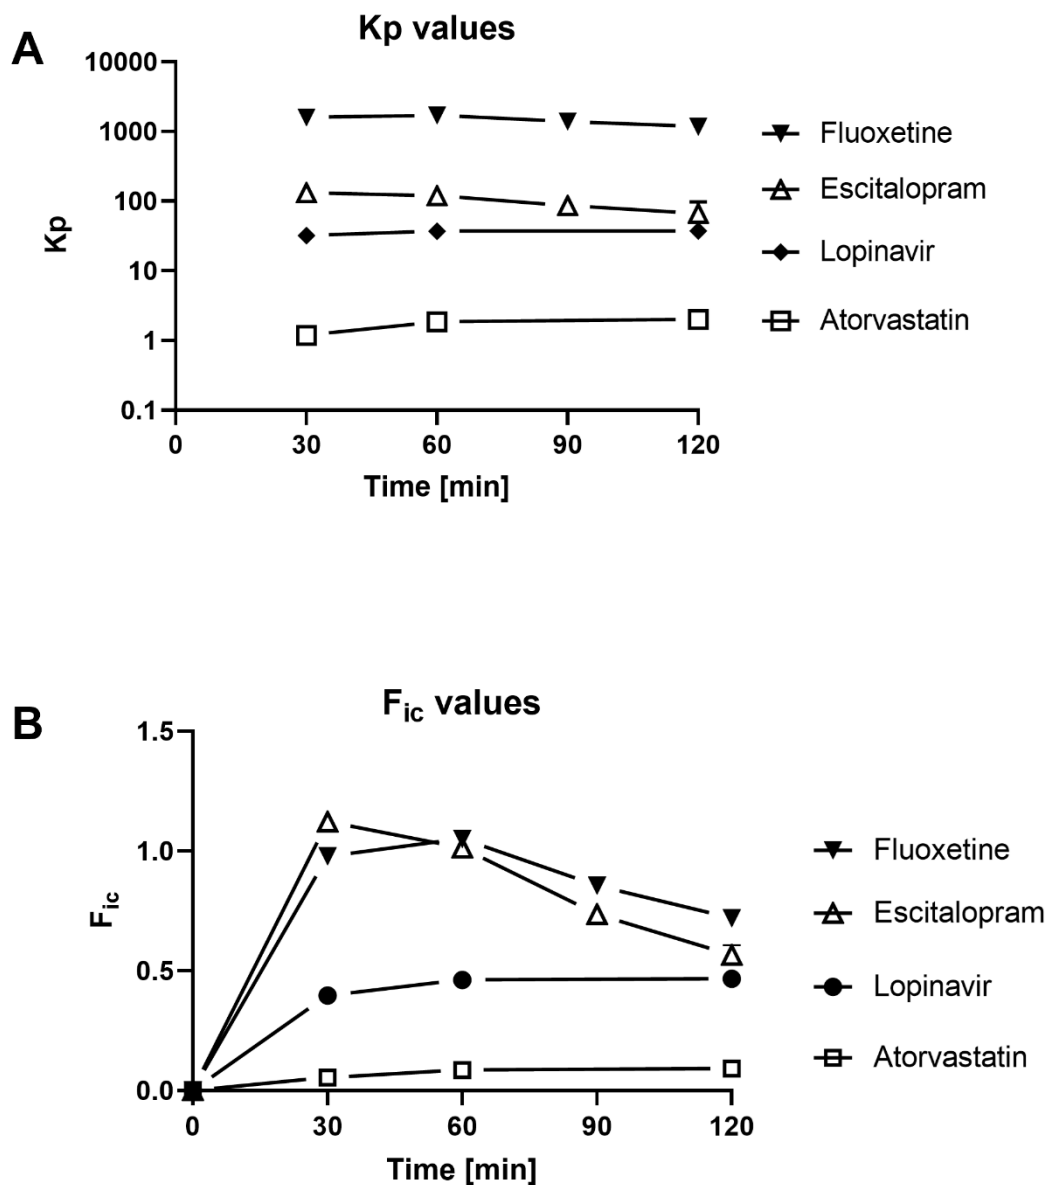 A
Kp values
10000
1000
100
10
1
0.1
Kp
0 30 60 90 120
Time [min]
Fluoxetine
Escitalopram
Lopinavir
Atorvastatin
B
Fic values
1.5
1.0
0.5
0.0
Fic
0 30 60 90 120
Time [min]
Fluoxetine
Escitalopram
Lopinavir
Atorvastatin